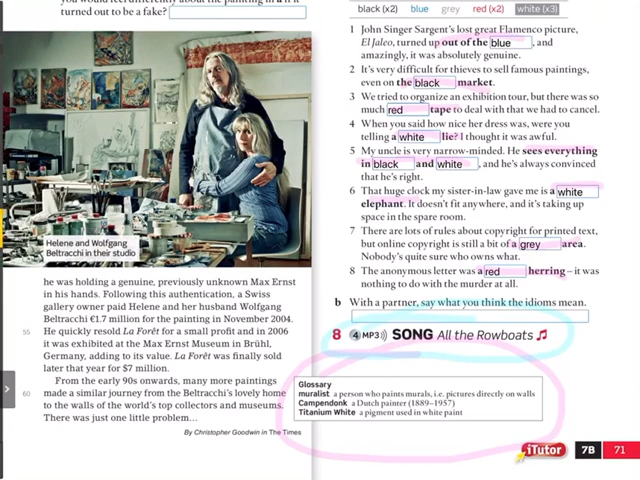 you would feel differently about the painting in a if it
turned out to be a fake?
Helene and Wolfgang
Beltracchi in their studio
he was holding a genuine, previously unknown Max Ernst
in his hands. Following this authentication, a Swiss
gallery owner paid Helene and her husband Wolfgang
Beltracchi €1.7 million for the painting in November 2004.
55 He quickly resold La Forêt for a small profit and in 2006
it was exhibited at the Max Ernst Museum in Brühl,
Germany, adding to its value. La Forêt was finally sold
later that year for $7 million.
From the early 90s onwards, many more paintings
60 made a similar journey from the Beltracchi's lovely home
to the walls of the world's top collectors and museums.
There was just one little problem...
By Christopher Goodwin in The Times
black (x2) blue grey red (x2) white (x3)
1 John Singer Sargent's lost great Flamenco picture,
El Jaleo, turned up out of the blue, and
amazingly, it was absolutely genuine.
2 It's very difficult for thieves to sell famous paintings,
even on the black market.
3 We tried to organize an exhibition tour, but there was so
much red tape to deal with that we had to cancel.
4 When you said how nice her dress was, were you
telling a white lie? I thought it was awful.
5 My uncle is very narrow-minded. He sees everything
in black and white, and he's always convinced
that he's right.
6 That huge clock my sister-in-law gave me is a white
elephant. It doesn't fit anywhere, and it's taking up
space in the spare room.
7 There are lots of rules about copyright for printed text,
but online copyright is still a bit of a grey area.
Nobody's quite sure who owns what.
8 The anonymous letter was a red herring – it was
nothing to do with the murder at all.
b With a partner, say what you think the idioms mean.
8 4 MP3 SONG All the Rowboats
Glossary
muralist a person who paints murals, i.e. pictures directly on walls
Campendonk a Dutch painter (1889–1957)
Titanium White a pigment used in white paint
iTutor 7B 71